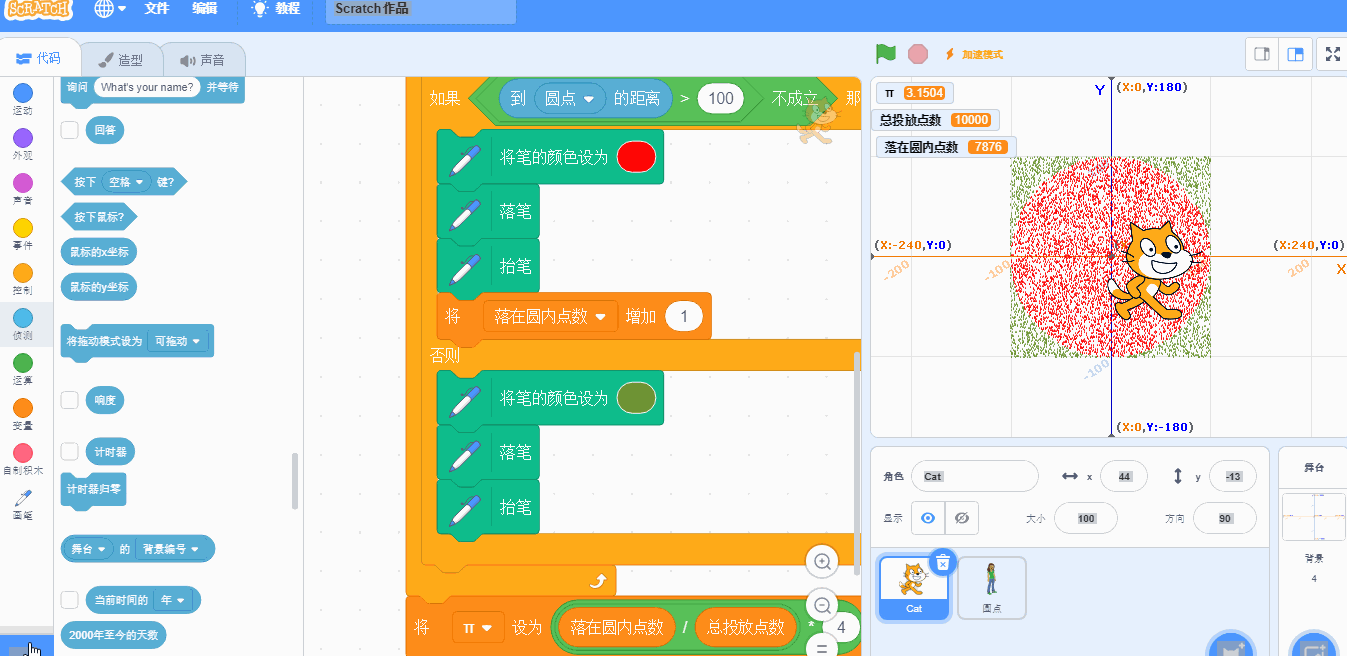 SCRATCH 文件 编辑 教程 Scratch 作品
代码 造型 声音 加速模式
运动
外观
声音
事件
控制
侦测
运算
变量
自制积木
画笔
询问 What's your name? 并等待
回答
按下 空格 键?
按下鼠标?
鼠标的x坐标
鼠标的y坐标
将拖动模式设为 可拖动
响度
计时器
计时器归零
舞台 的 背景编号
当前时间的 年
2000年至今的天数
如果 到 圆点 的距离 > 100 不成立 那
将笔的颜色设为
落笔
抬笔
将 落在圆内点数 增加 1
否则
将笔的颜色设为
落笔
抬笔
将 π 设为 落在圆内点数 / 总投放点数 * 4
π 3.1504
总投放点数 10000
落在圆内点数 7876
Y (X:0,Y:180)
(X:-240,Y:0) (X:240,Y:0)
-200 -100 200 X
-100
(X:0,Y:-180)
角色 Cat x 44 y -13
显示 大小 100 方向 90
Cat
圆点
舞台
背景
4